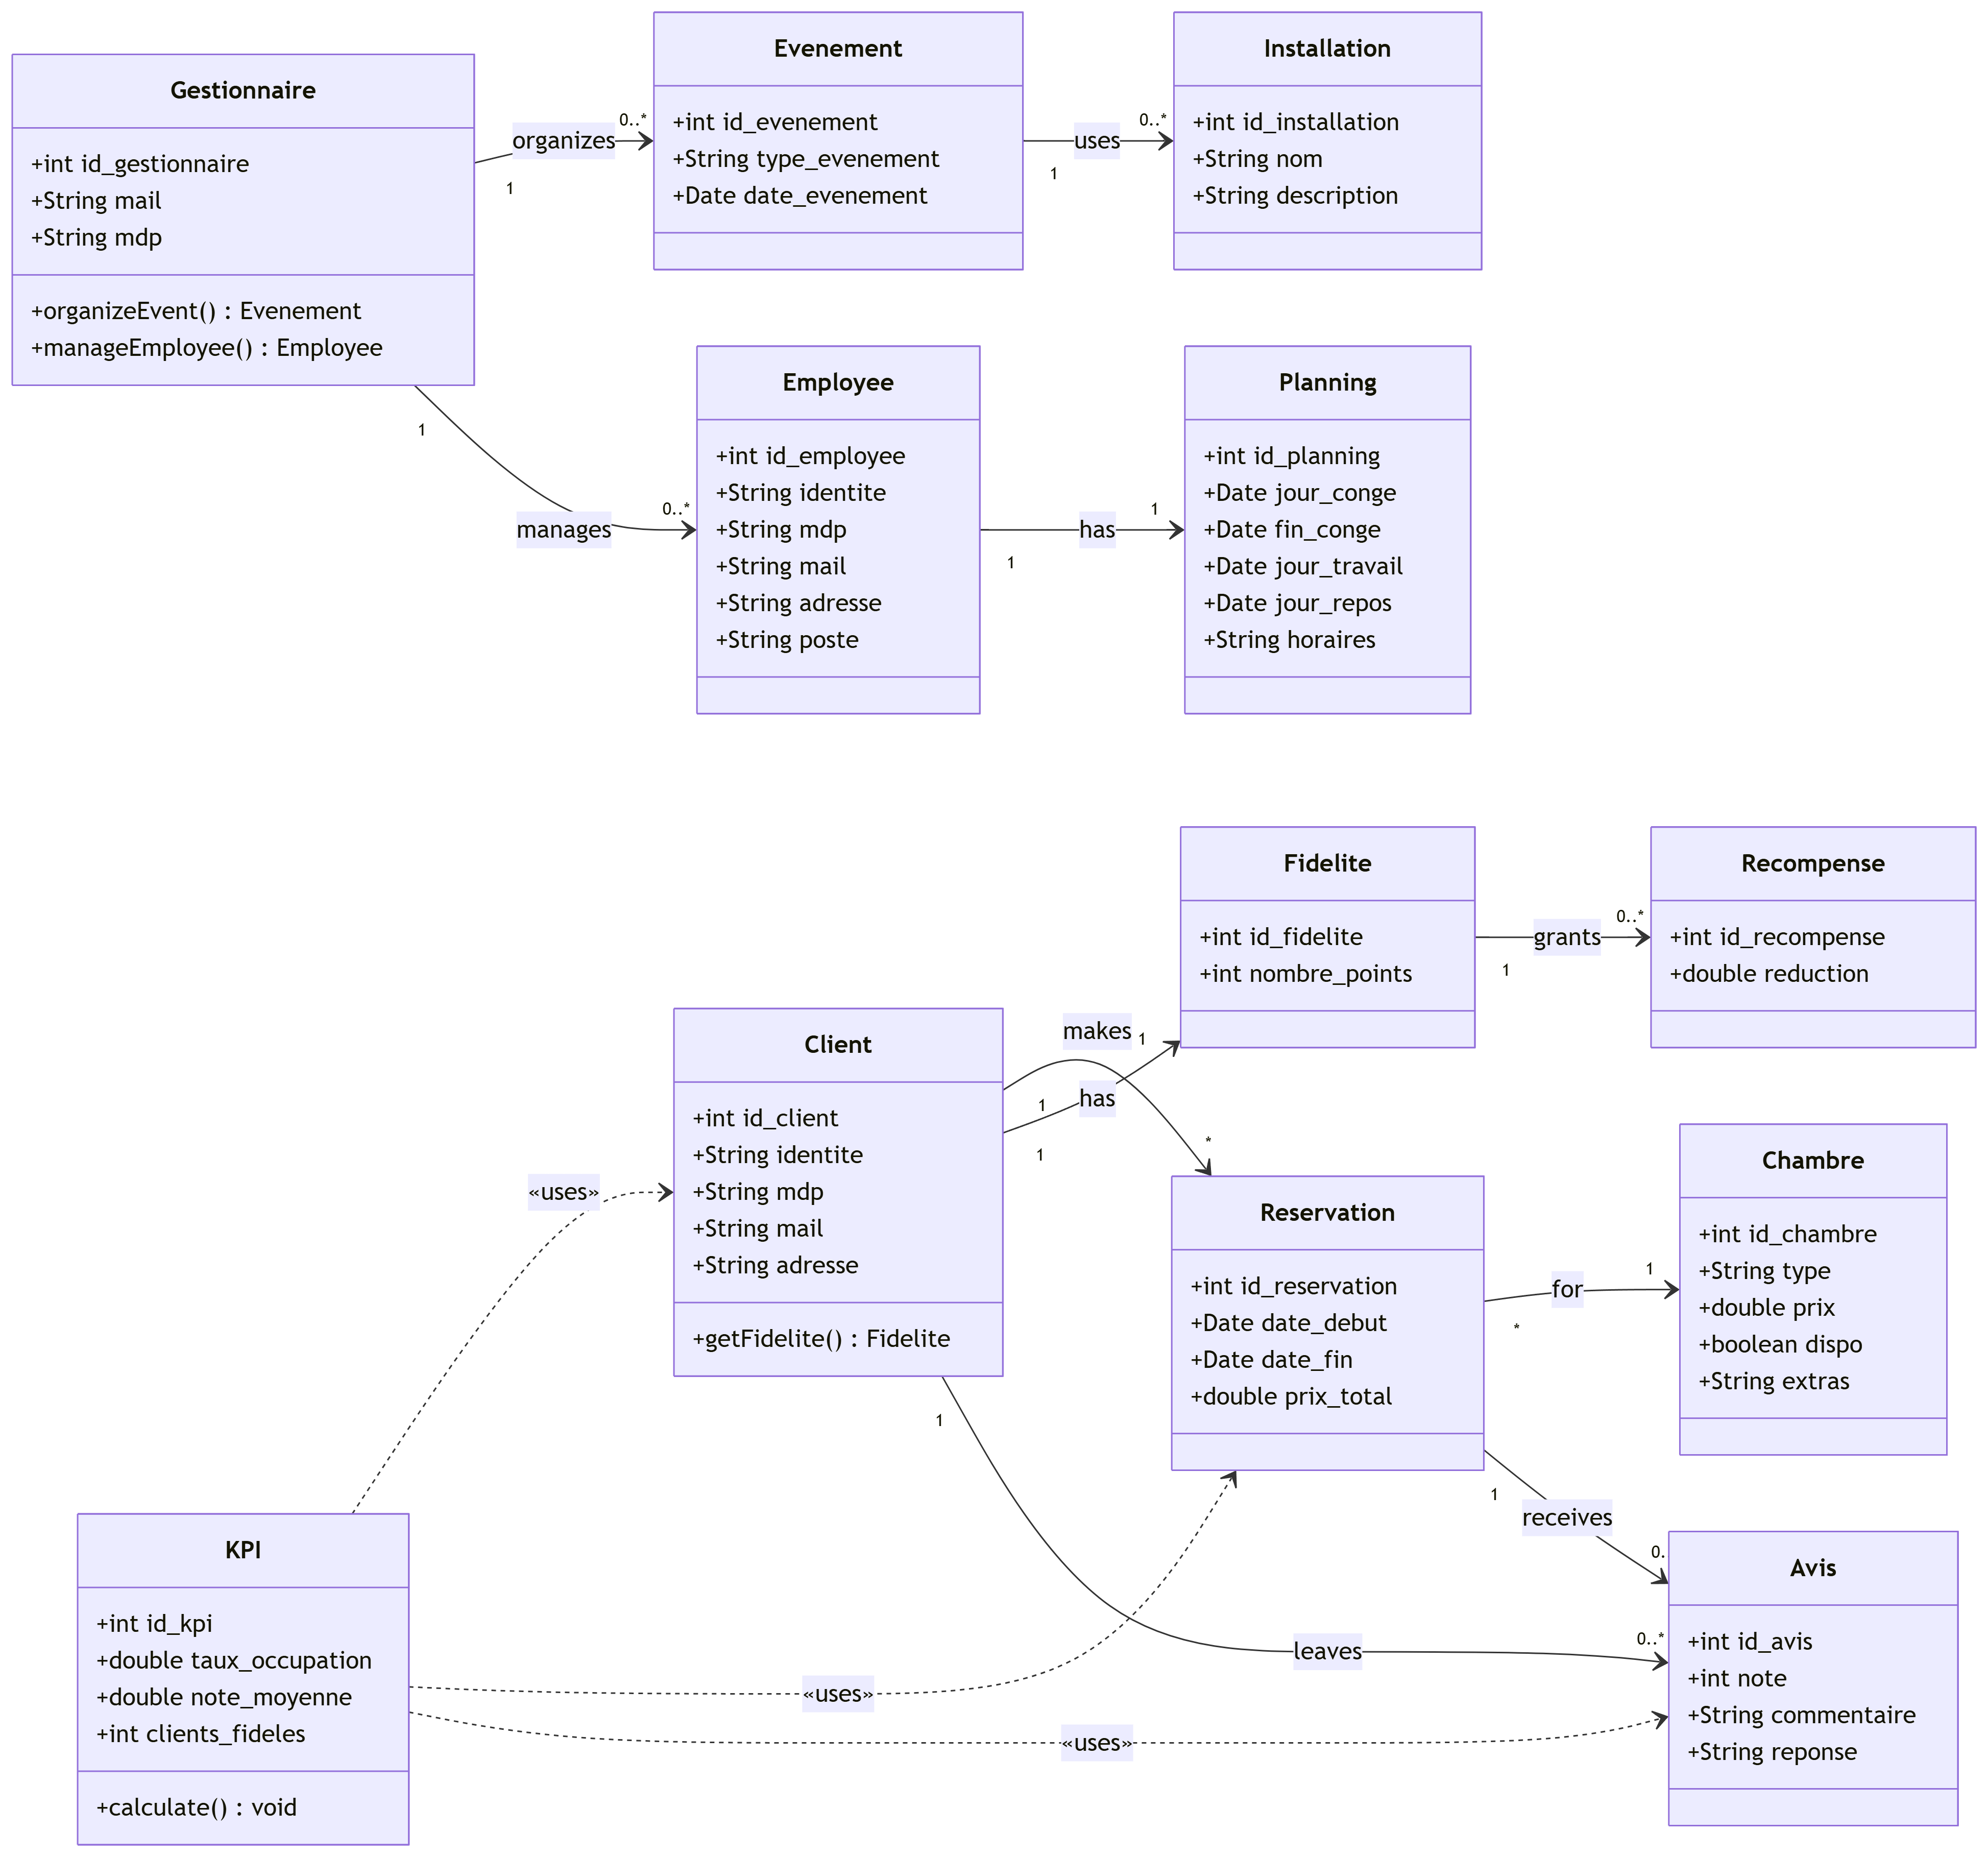 Gestionnaire
+int id_gestionnaire
+String mail
+String mdp
+organizeEvent() : Evenement
+manageEmployee() : Employee
organizes
1
0..*
Evenement
+int id_evenement
+String type_evenement
+Date date_evenement
uses
1
0..*
Installation
+int id_installation
+String nom
+String description
manages
1
0..*
Employee
+int id_employee
+String identite
+String mdp
+String mail
+String adresse
+String poste
has
1
1
Planning
+int id_planning
+Date jour_conge
+Date fin_conge
+Date jour_travail
+Date jour_repos
+String horaires
Fidelite
+int id_fidelite
+int nombre_points
grants
1
0..*
Recompense
+int id_recompense
+double reduction
Client
+int id_client
+String identite
+String mdp
+String mail
+String adresse
+getFidelite() : Fidelite
makes
1
*
has
1
1
Reservation
+int id_reservation
+Date date_debut
+Date date_fin
+double prix_total
for
*
1
Chambre
+int id_chambre
+String type
+double prix
+boolean dispo
+String extras
receives
1
0..
leaves
1
0..*
Avis
+int id_avis
+int note
+String commentaire
+String reponse
KPI
+int id_kpi
+double taux_occupation
+double note_moyenne
+int clients_fideles
+calculate() : void
«uses»
«uses»
«uses»